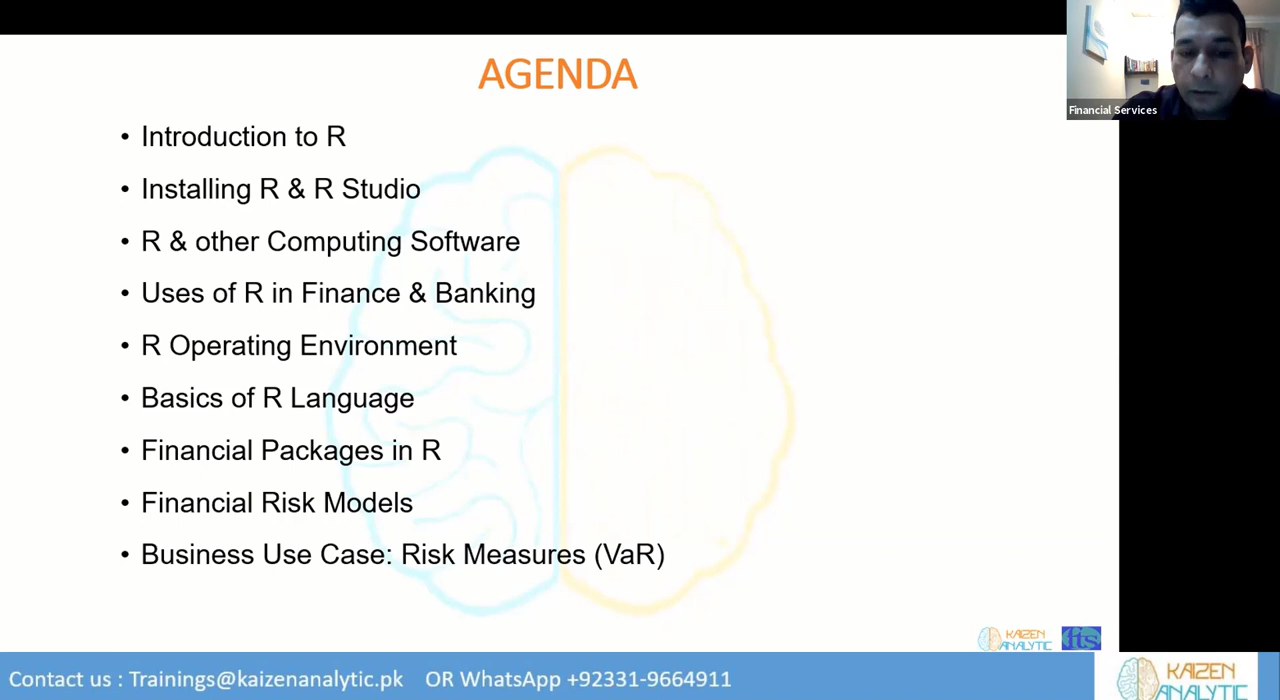 AGENDA
Financial Services
• Introduction to R
• Installing R & R Studio
• R & other Computing Software
• Uses of R in Finance & Banking
• R Operating Environment
• Basics of R Language
• Financial Packages in R
• Financial Risk Models
• Business Use Case: Risk Measures (VaR)
KAIZEN
ANALYTIC
fts
Contact us : Trainings@kaizenanalytic.pk OR WhatsApp +92331-9664911
KAIZEN
ANALYTIC